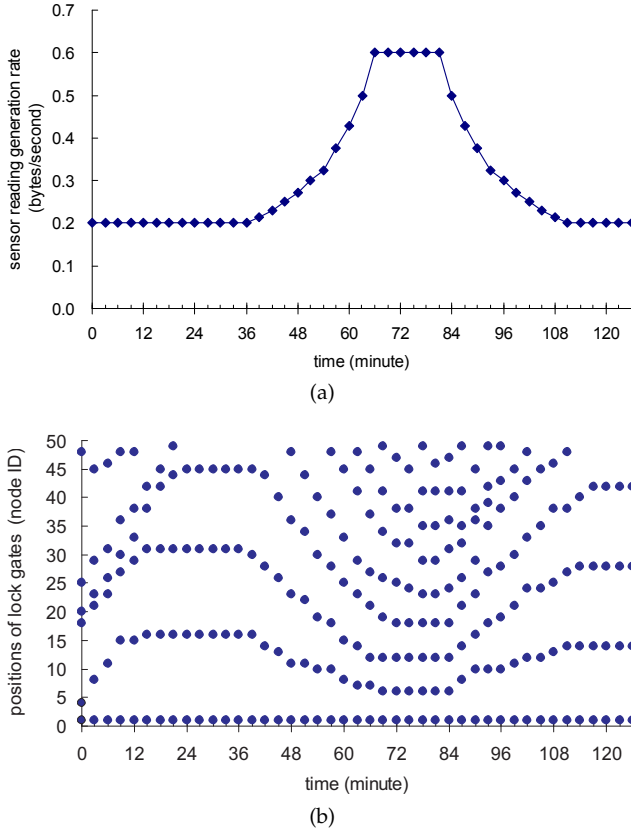 0.7
0.6
0.5
0.4
0.3
0.2
0.1
0.0
sensor reading generation rate
(bytes/second)
0 12 24 36 48 60 72 84 96 108 120
time (minute)
(a)
50
45
40
35
30
25
20
15
10
5
0
positions of lock gates (node ID)
0 12 24 36 48 60 72 84 96 108 120
time (minute)
(b)